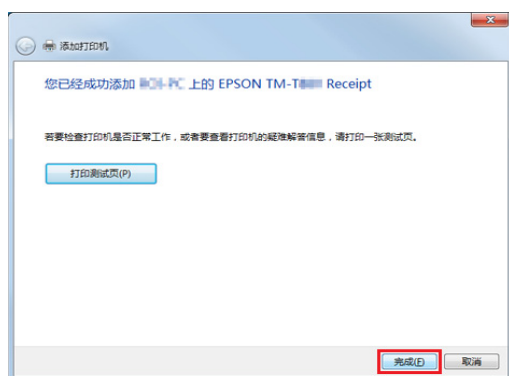 添加打印机
您已经成功添加 上的 EPSON TM-T Receipt
若要检查打印机是否正常工作，或者要查看打印机的疑难解答信息，请打印一张测试页。
打印测试页(P)
完成(F) 取消